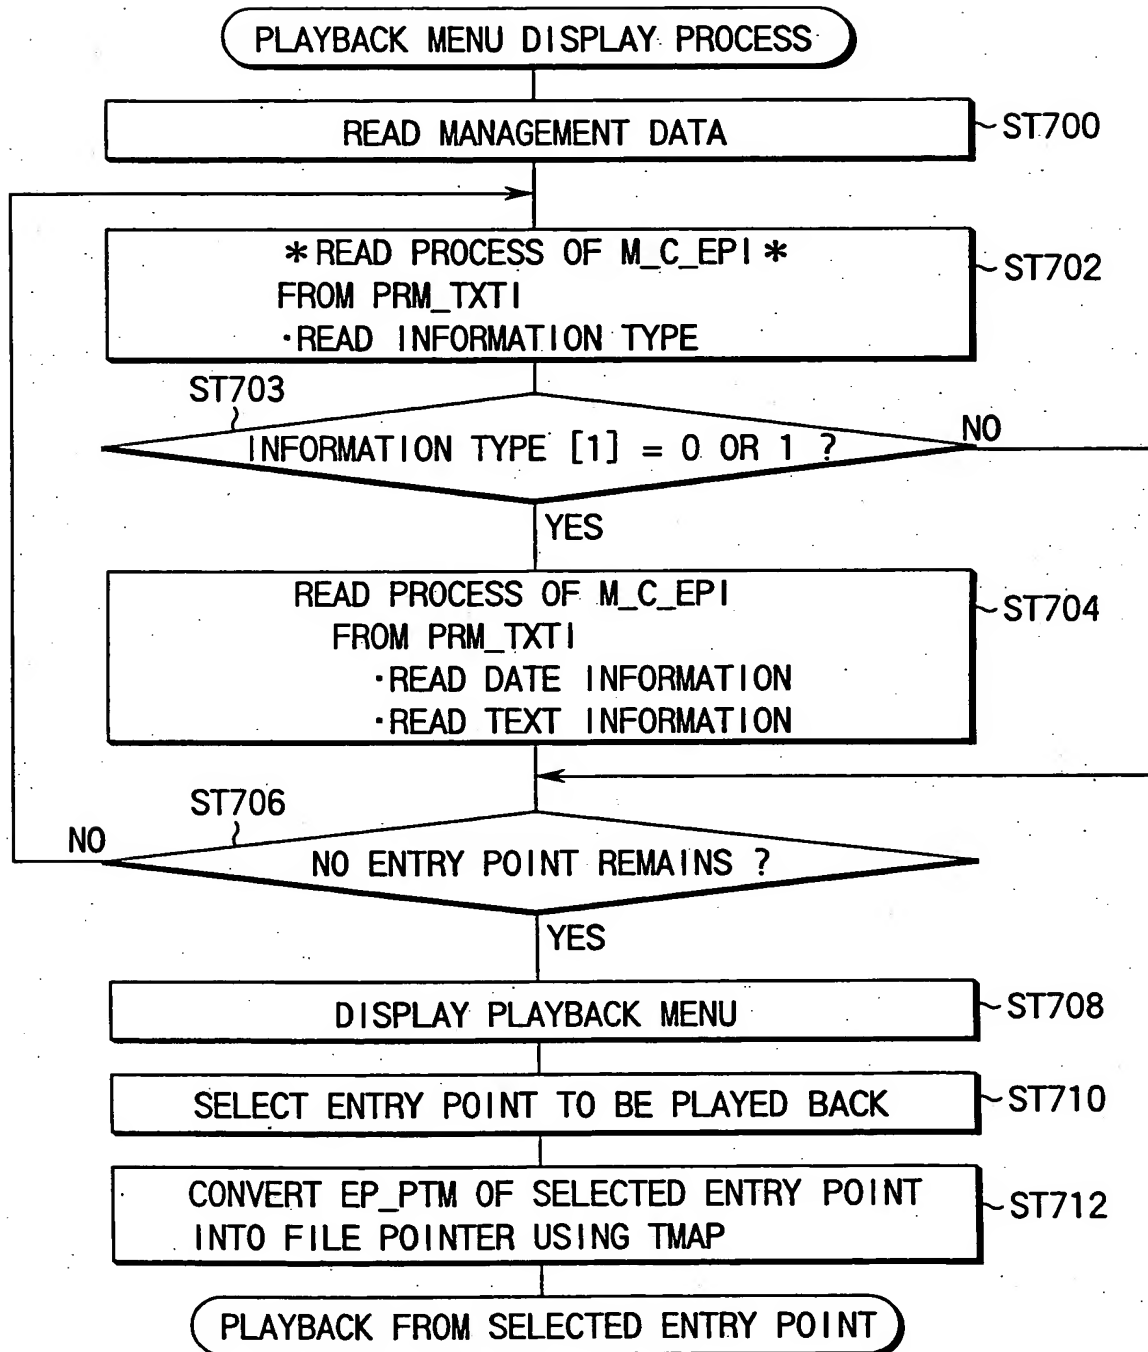 PLAYBACK MENU DISPLAY PROCESS
READ MANAGEMENT DATA
~ST700
*READ PROCESS OF M_C_EPI*
FROM PRM_TXTI
·READ INFORMATION TYPE
~ST702
ST703
INFORMATION TYPE [1] = 0 OR 1 ?
NO
YES
READ PROCESS OF M_C_EPI
FROM PRM_TXTI
·READ DATE INFORMATION
·READ TEXT INFORMATION
~ST704
ST706
NO
NO ENTRY POINT REMAINS ?
YES
DISPLAY PLAYBACK MENU
~ST708
SELECT ENTRY POINT TO BE PLAYED BACK
~ST710
CONVERT EP_PTM OF SELECTED ENTRY POINT
INTO FILE POINTER USING TMAP
~ST712
PLAYBACK FROM SELECTED ENTRY POINT